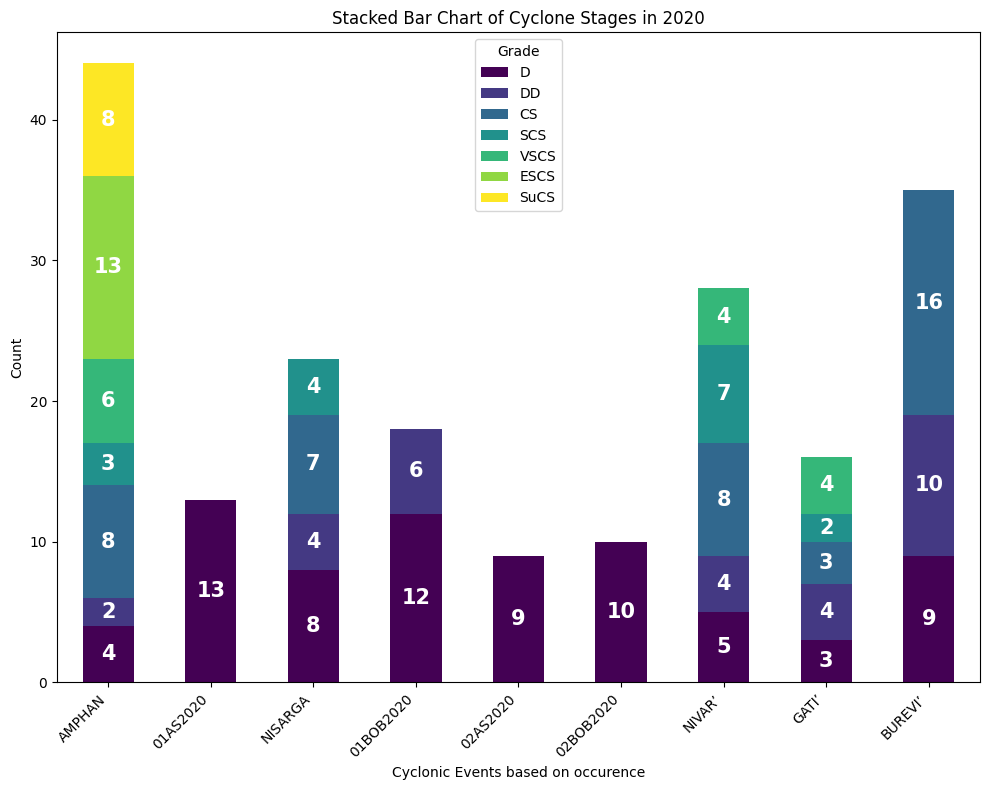 Stacked Bar Chart of Cyclone Stages in 2020
Grade
D
DD
CS
SCS
VSCS
ESCS
SuCS
Count
40
30
20
10
0
8
13
6
3
8
2
4
13
4
7
4
8
6
12
9
10
4
7
8
4
5
4
2
3
4
3
16
10
9
AMPHAN
01AS2020
NISARGA
01BOB2020
02AS2020
02BOB2020
NIVAR’
GATI’
BUREVI’
Cyclonic Events based on occurence